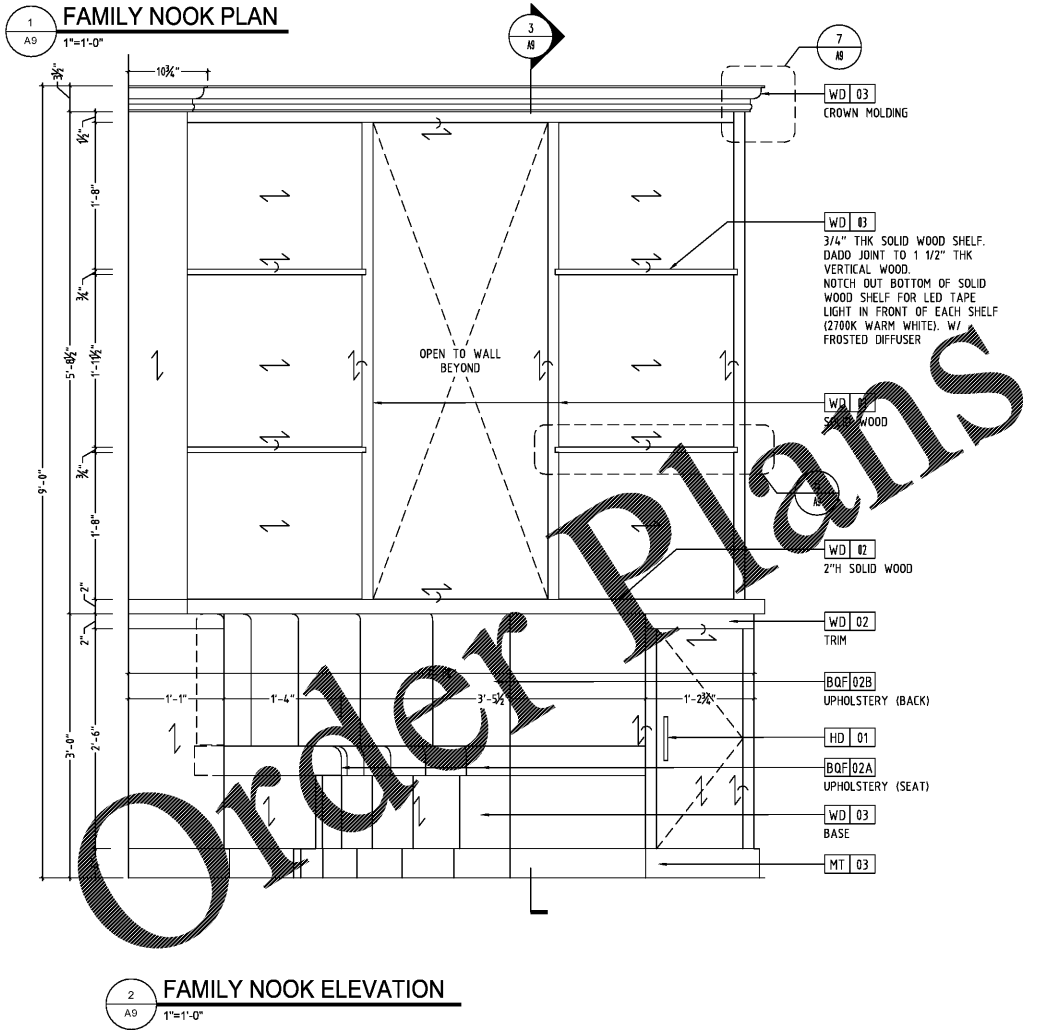 1
A9
FAMILY NOOK PLAN
1"=1'-0"
3
A9
7
A9
3½"
10¾"
WD 03
CROWN MOLDING
1½"
1'-8"
WD 03
3/4" THK SOLID WOOD SHELF.
DADO JOINT TO 1 1/2" THK
VERTICAL WOOD.
NOTCH OUT BOTTOM OF SOLID
WOOD SHELF FOR LED TAPE
LIGHT IN FRONT OF EACH SHELF
(2700K WARM WHITE). W/
FROSTED DIFFUSER
¾"
5'-8½"
1'-11½"
OPEN TO WALL
BEYOND
WD
SOLID WOOD
¾"
9'-0"
A9
1'-8"
WD 02
2"H SOLID WOOD
2"
2"
WD 02
TRIM
BQF 02B
UPHOLSTERY (BACK)
1'-1"
1'-4"
3'-5½"
1'-2¾"
3'-0"
2'-6"
HD 01
BQF 02A
UPHOLSTERY (SEAT)
WD 03
BASE
MT 03
Order Plans
2
A9
FAMILY NOOK ELEVATION
1"=1'-0"